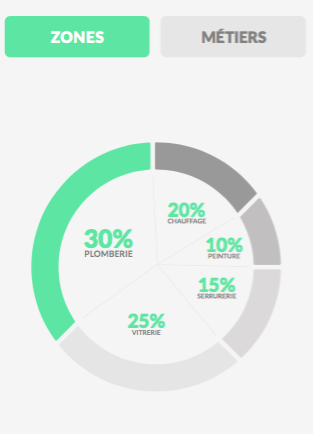 ZONES
MÉTIERS
20%
CHAUFFAGE
30%
PLOMBERIE
10%
PEINTURE
15%
SERRURERIE
25%
VITRERIE